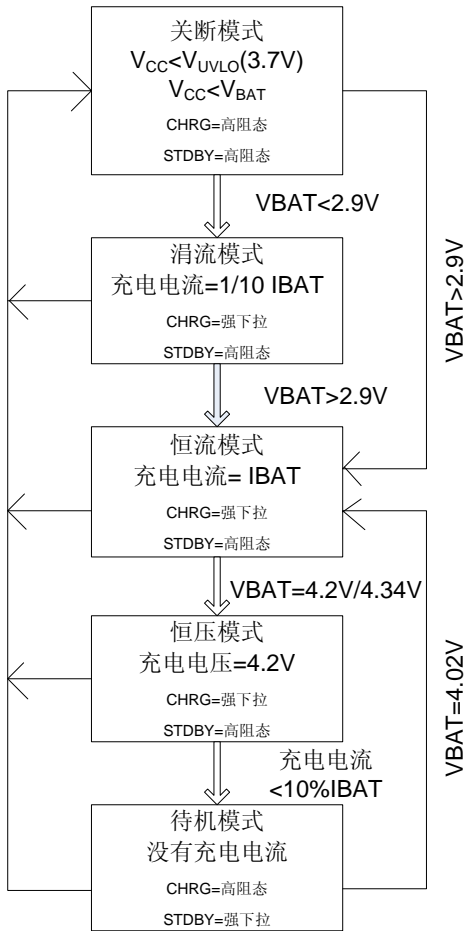 关断模式
VCC<VUVLO(3.7V)
VCC<VBAT
CHRG=高阻态
STDBY=高阻态
VBAT<2.9V
VBAT>2.9V
涓流模式
充电电流=1/10 IBAT
CHRG=强下拉
STDBY=高阻态
VBAT>2.9V
恒流模式
充电电流= IBAT
CHRG=强下拉
STDBY=高阻态
VBAT=4.2V/4.34V
恒压模式
充电电压=4.2V
CHRG=强下拉
STDBY=高阻态
VBAT=4.02V
充电电流
<10%IBAT
待机模式
没有充电电流
CHRG=高阻态
STDBY=强下拉